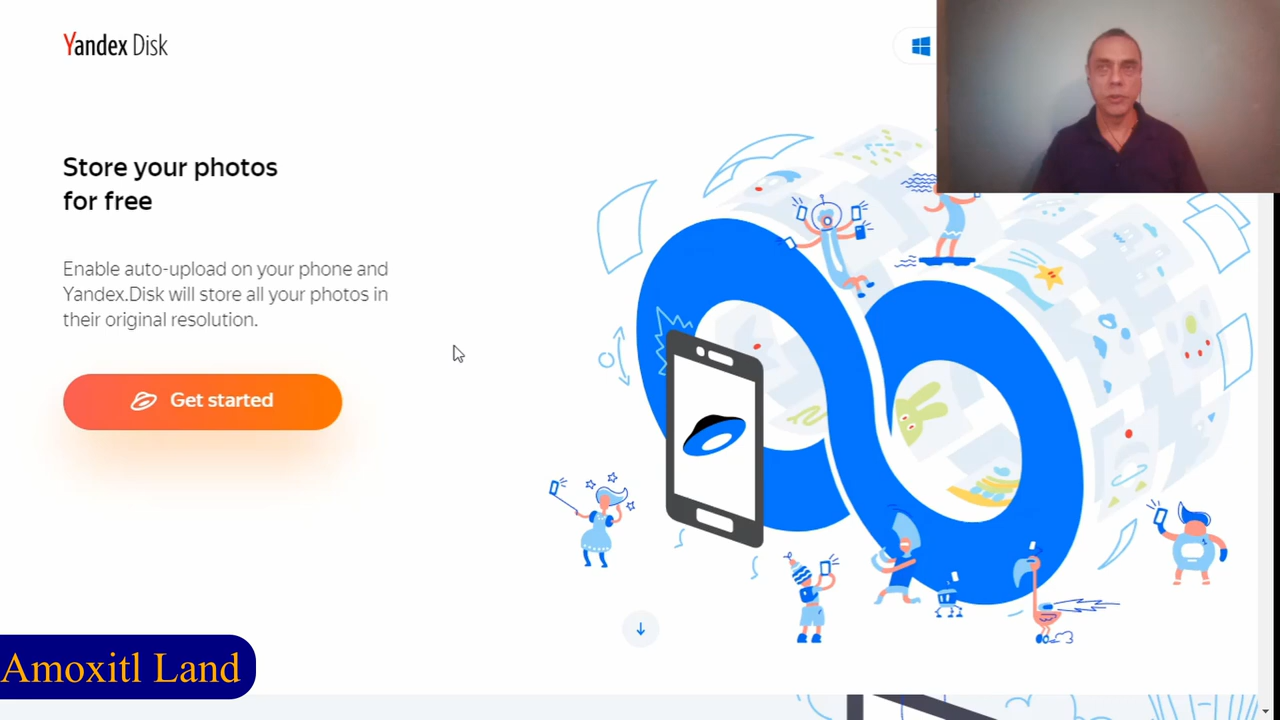 Yandex Disk
Store your photos
for free
Enable auto-upload on your phone and
Yandex.Disk will store all your photos in
their original resolution.
Get started
Amoxitl Land